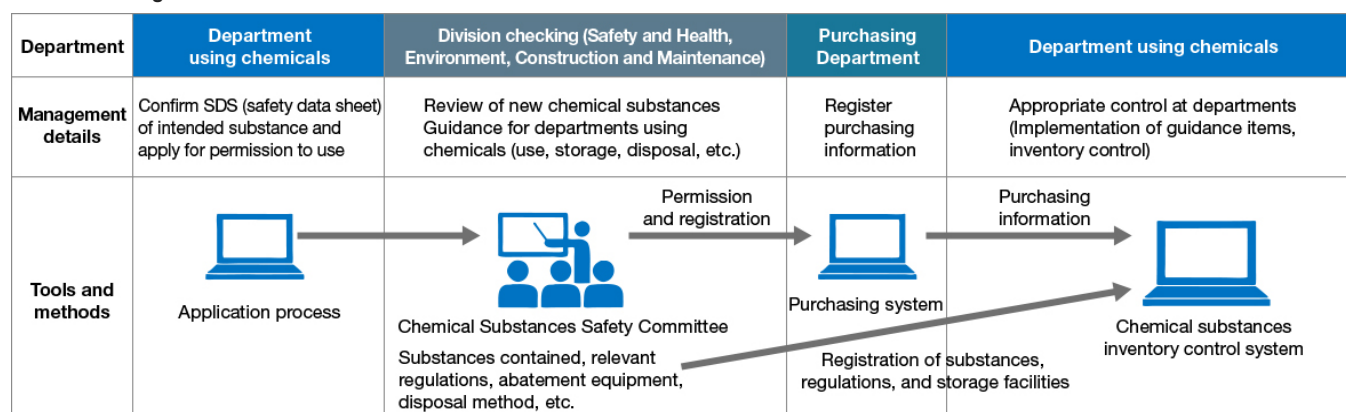 Department
Department
using chemicals
Division checking (Safety and Health,
Environment, Construction and Maintenance)
Purchasing
Department
Department using chemicals
Management
details
Confirm SDS (safety data sheet)
of intended substance and
apply for permission to use
Review of new chemical substances
Guidance for departments using
chemicals (use, storage, disposal, etc.)
Register
purchasing
information
Appropriate control at departments
(Implementation of guidance items,
inventory control)
Tools and
methods
Application process
Permission
and registration
Chemical Substances Safety Committee
Substances contained, relevant
regulations, abatement equipment,
disposal method, etc.
Purchasing system
Purchasing
information
Registration of substances,
regulations, and storage facilities
Chemical substances
inventory control system